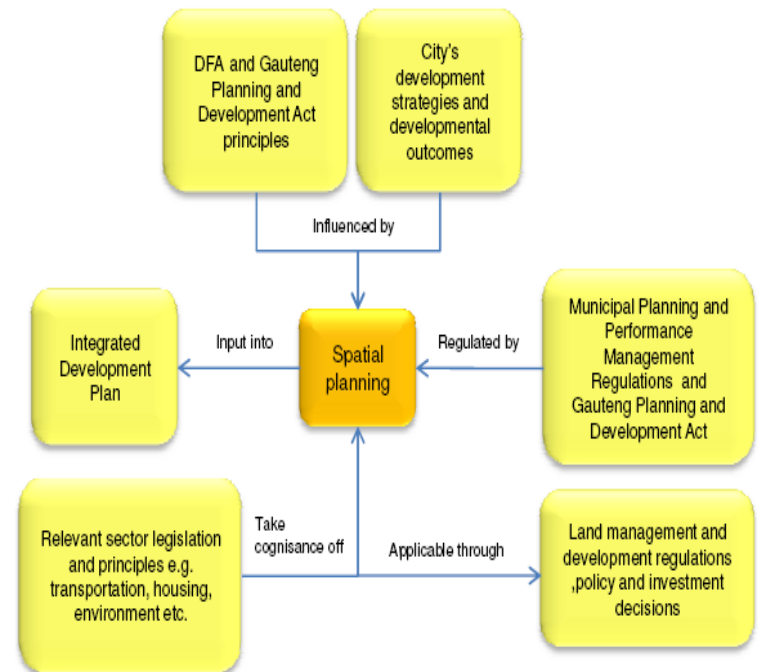 DFA and Gauteng
Planning and
Development Act
principles
City's
development
strategies and
developmental
outcomes
Influenced by
Integrated
Development
Plan
Input into
Spatial
planning
Regulated by
Municipal Planning and
Performance
Management
Regulations and
Gauteng Planning and
Development Act
Relevant sector legislation
and principles e.g.
transportation, housing,
environment etc.
Take
cognisance off
Applicable through
Land management and
development regulations
,policy and investment
decisions